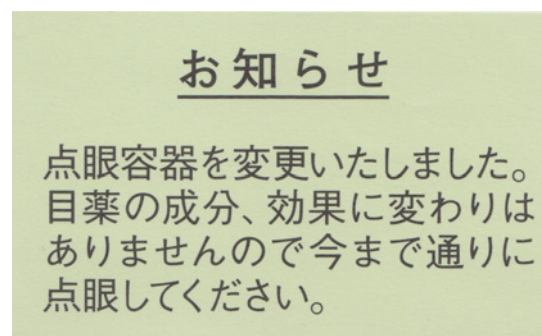 お知らせ
点眼容器を変更いたしました。
目薬の成分、効果に変わりは
ありませんので今まで通りに
点眼してください。